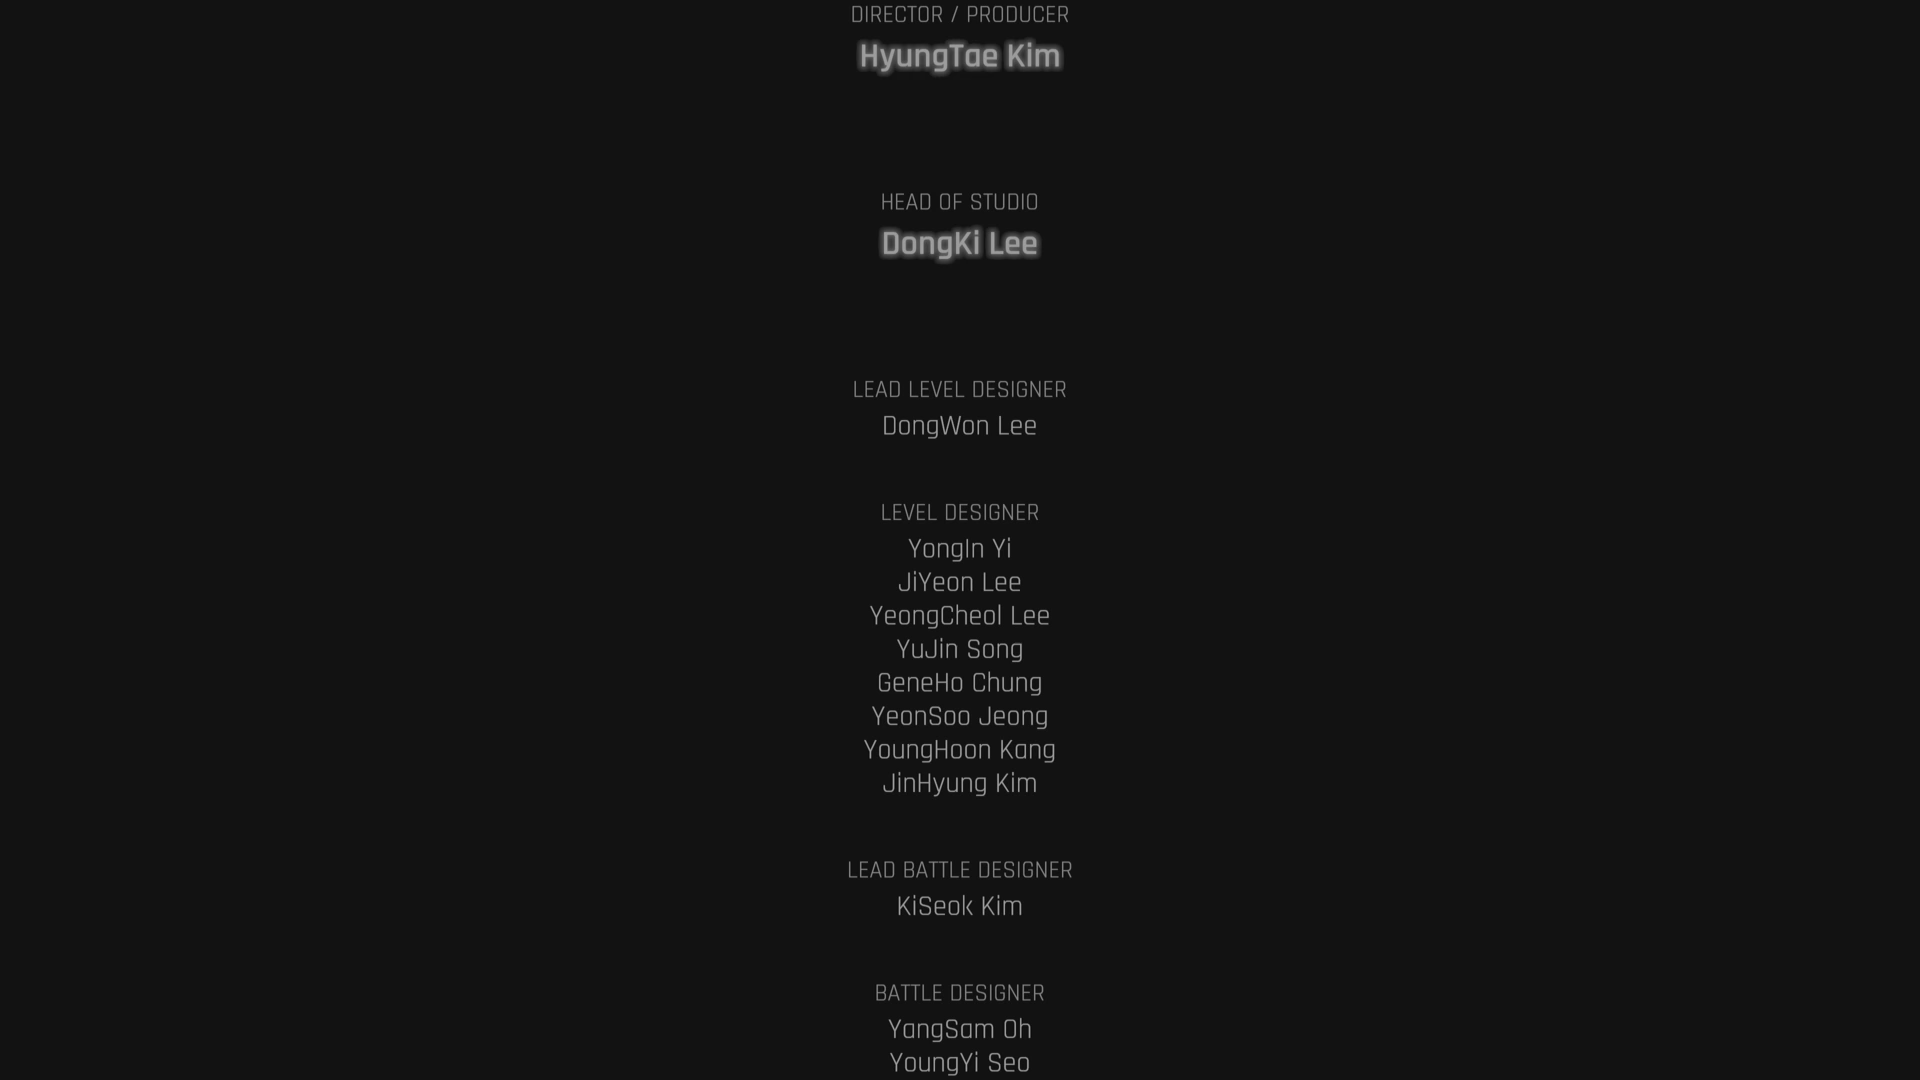 DIRECTOR / PRODUCER
HyungTae Kim
HEAD OF STUDIO
DongKi Lee
LEAD LEVEL DESIGNER
DongWon Lee
LEVEL DESIGNER
YongIn Yi
JiYeon Lee
YeongCheol Lee
YuJin Song
GeneHo Chung
YeonSoo Jeong
YoungHoon Kang
JinHyung Kim
LEAD BATTLE DESIGNER
KiSeok Kim
BATTLE DESIGNER
YangSam Oh
YoungYi Seo